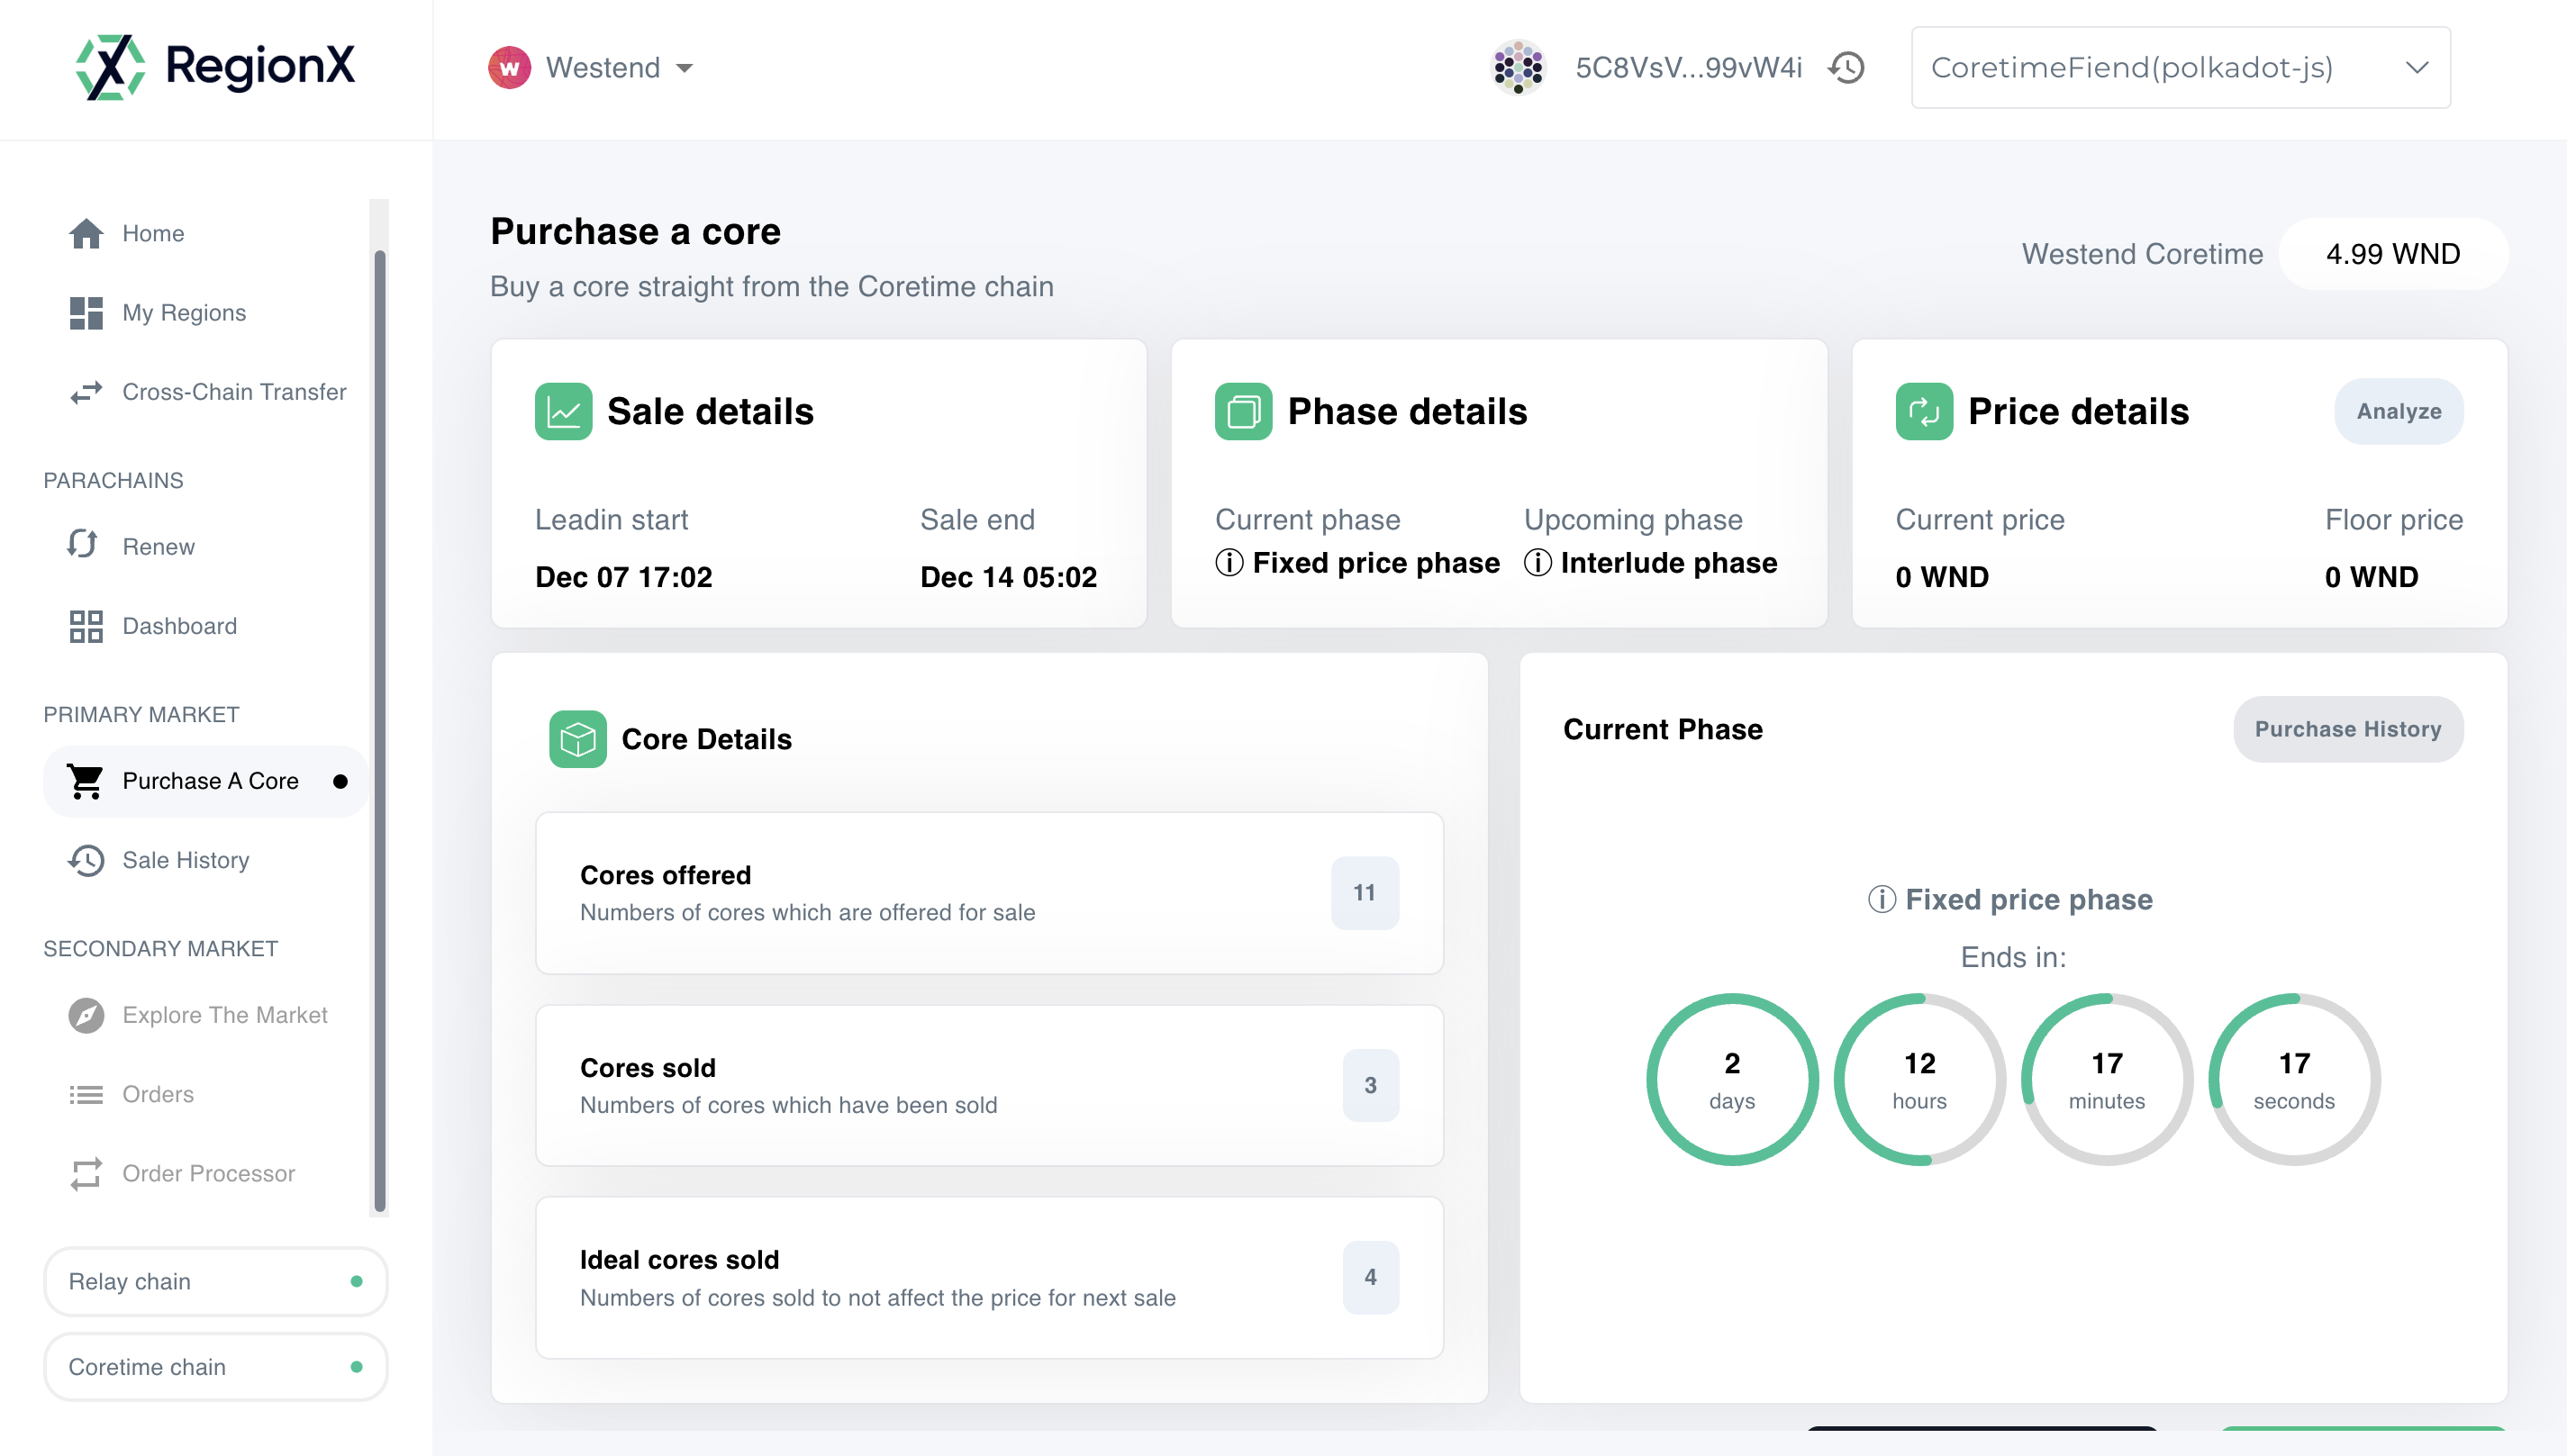 RegionX
Westend
5C8VsV...99vW4i
CoretimeFiend(polkadot-js)
Home
My Regions
Cross-Chain Transfer
PARACHAINS
Renew
Dashboard
PRIMARY MARKET
Purchase A Core
Sale History
SECONDARY MARKET
Explore The Market
Orders
Order Processor
Relay chain
Coretime chain
Purchase a core
Buy a core straight from the Coretime chain
Westend Coretime
4.99 WND
Sale details
Leadin start
Dec 07 17:02
Sale end
Dec 14 05:02
Phase details
Current phase
Fixed price phase
Upcoming phase
Interlude phase
Price details
Analyze
Current price
0 WND
Floor price
0 WND
Core Details
Cores offered
Numbers of cores which are offered for sale
11
Cores sold
Numbers of cores which have been sold
3
Ideal cores sold
Numbers of cores sold to not affect the price for next sale
4
Current Phase
Purchase History
Fixed price phase
Ends in:
2
days
12
hours
17
minutes
17
seconds